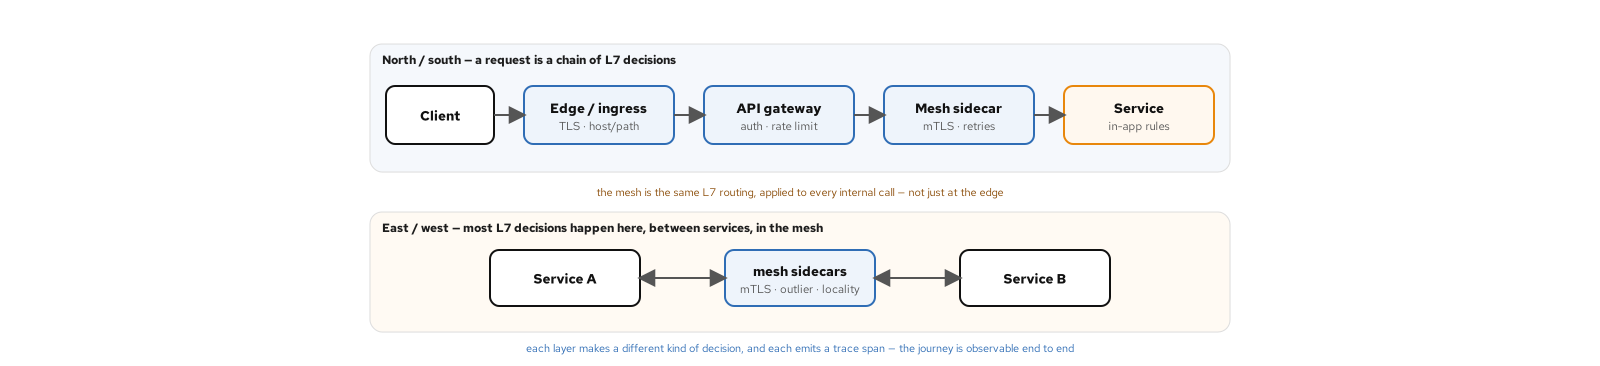 North / south – a request is a chain of L7 decisions
Client
Edge / ingress
TLS · host/path
API gateway
auth · rate limit
Mesh sidecar
mTLS · retries
Service
in-app rules
the mesh is the same L7 routing, applied to every internal call – not just at the edge
East / west – most L7 decisions happen here, between services, in the mesh
Service A
mesh sidecars
mTLS · outlier · locality
Service B
each layer makes a different kind of decision, and each emits a trace span – the journey is observable end to end